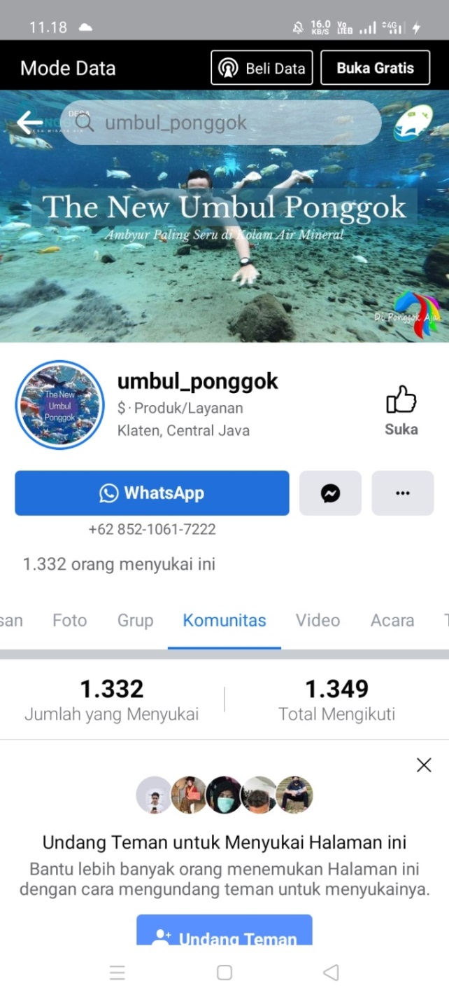 11.18
16.0
KB/S
Vo
LTE
4G
Mode Data
Beli Data
Buka Gratis
DESA
umbul_ponggok
The New Umbul Ponggok
Ambyur Paling Seru di Kolam Air Mineral
Di Ponggok Aja
The New
Umbul
Ponggok
umbul_ponggok
$ · Produk/Layanan
Klaten, Central Java
Suka
WhatsApp
+62 852-1061-7222
1.332 orang menyukai ini
san
Foto
Grup
Komunitas
Video
Acara
1.332
Jumlah yang Menyukai
1.349
Total Mengikuti
Undang Teman untuk Menyukai Halaman ini
Bantu lebih banyak orang menemukan Halaman ini
dengan cara mengundang teman untuk menyukainya.
Undang Teman